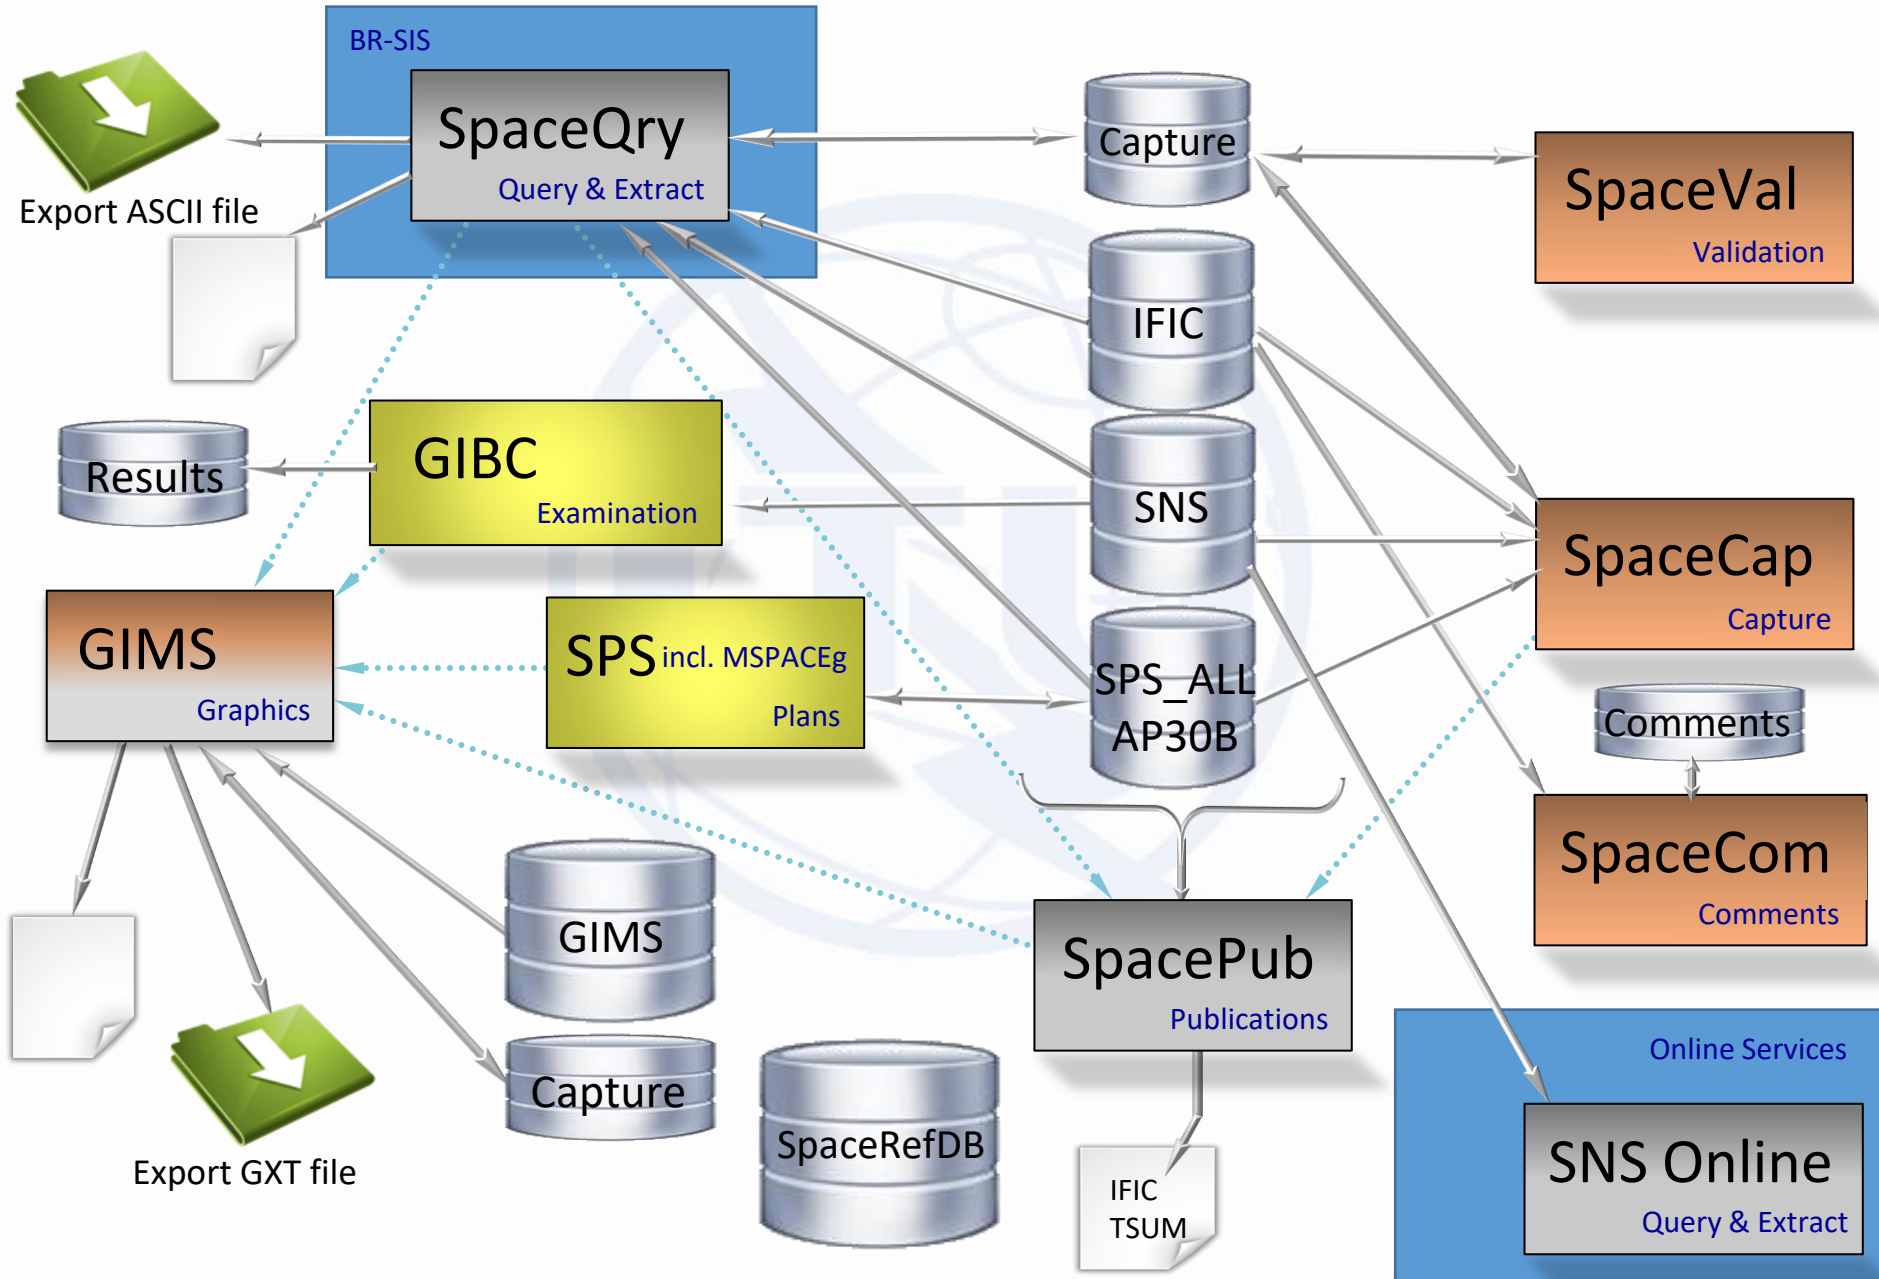 BR-SIS
SpaceQry
Query & Extract
Capture
SpaceVal
Validation
Export ASCII file
IFIC
Results
GIBC
Examination
SNS
SpaceCap
Capture
GIMS
Graphics
SPS incl. MSPACEg
Plans
SPS_ALL
AP30B
Comments
SpaceCom
Comments
GIMS
SpacePub
Publications
Capture
SpaceRefDB
Export GXT file
IFIC
TSUM
Online Services
SNS Online
Query & Extract
ITU